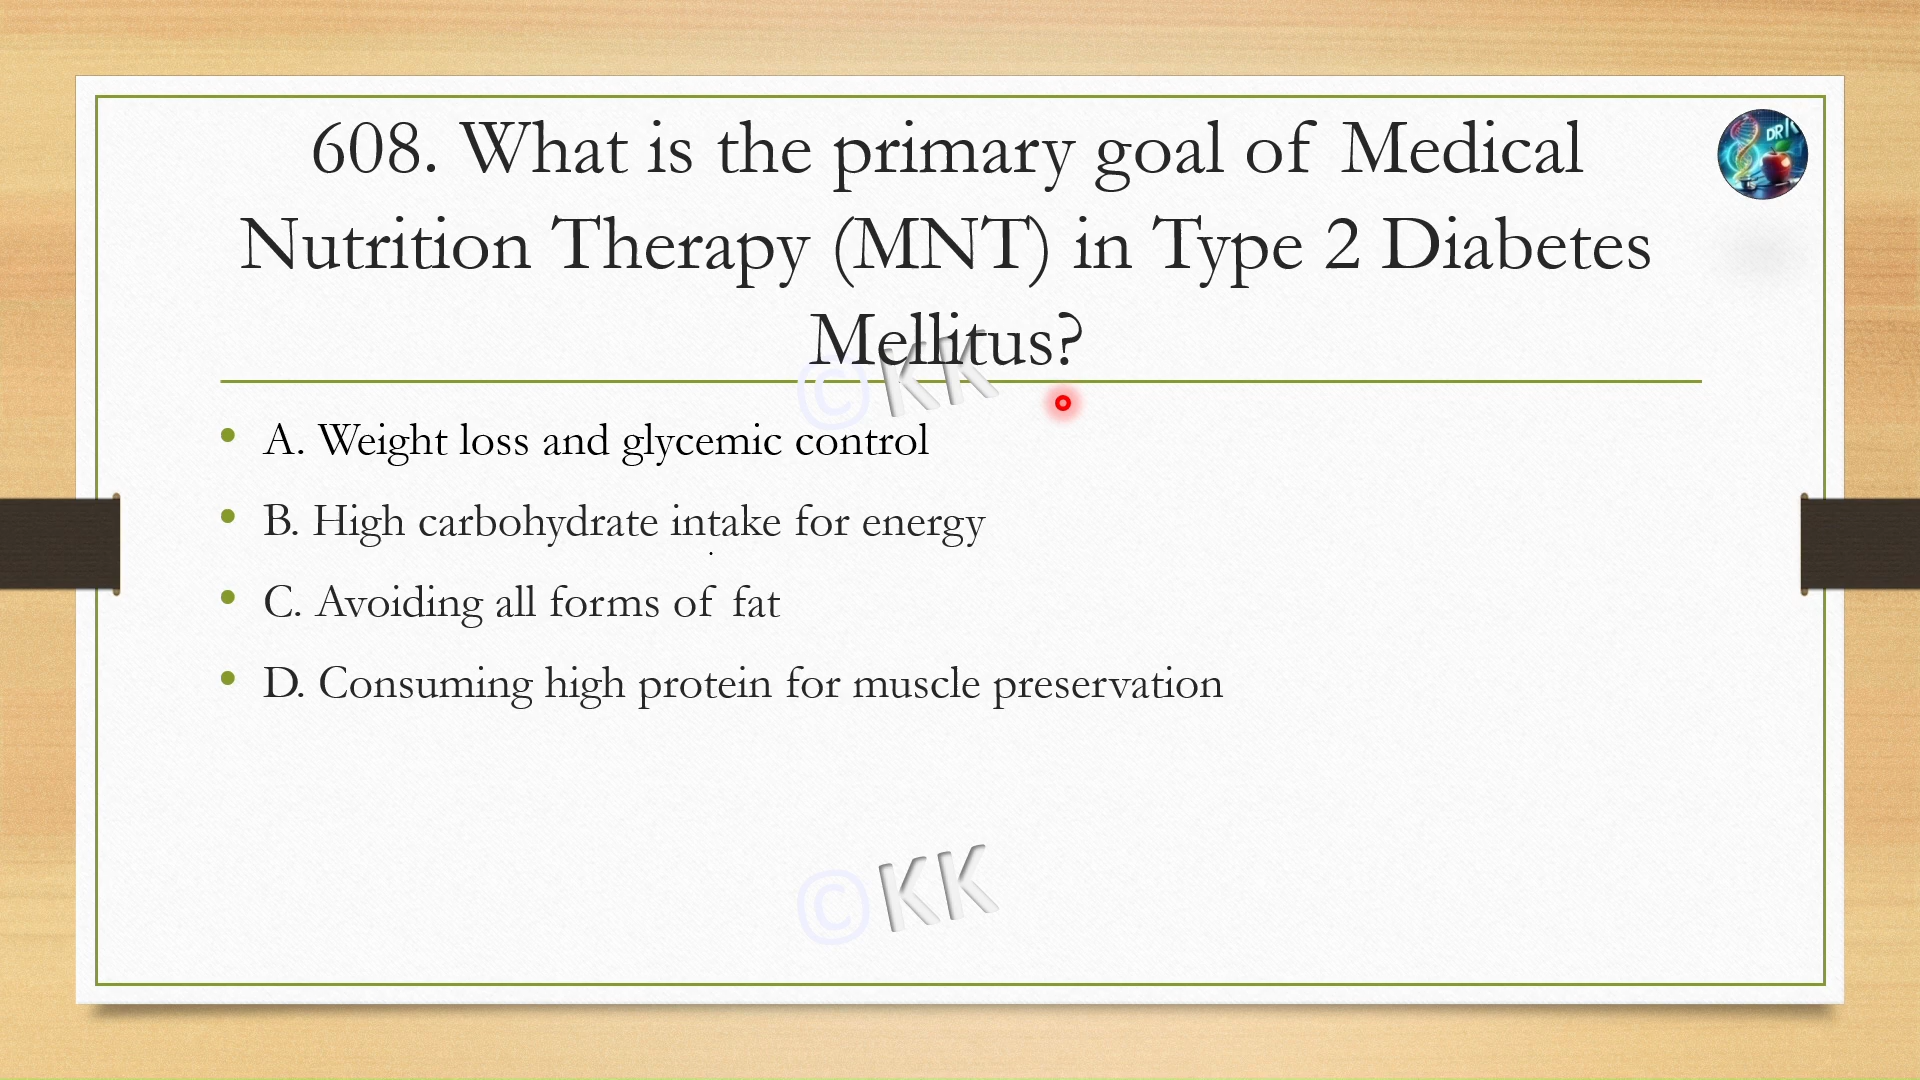 608. What is the primary goal of Medical
Nutrition Therapy (MNT) in Type 2 Diabetes
Mellitus?
©KK
• A. Weight loss and glycemic control
• B. High carbohydrate intake for energy
• C. Avoiding all forms of fat
• D. Consuming high protein for muscle preservation
©KK